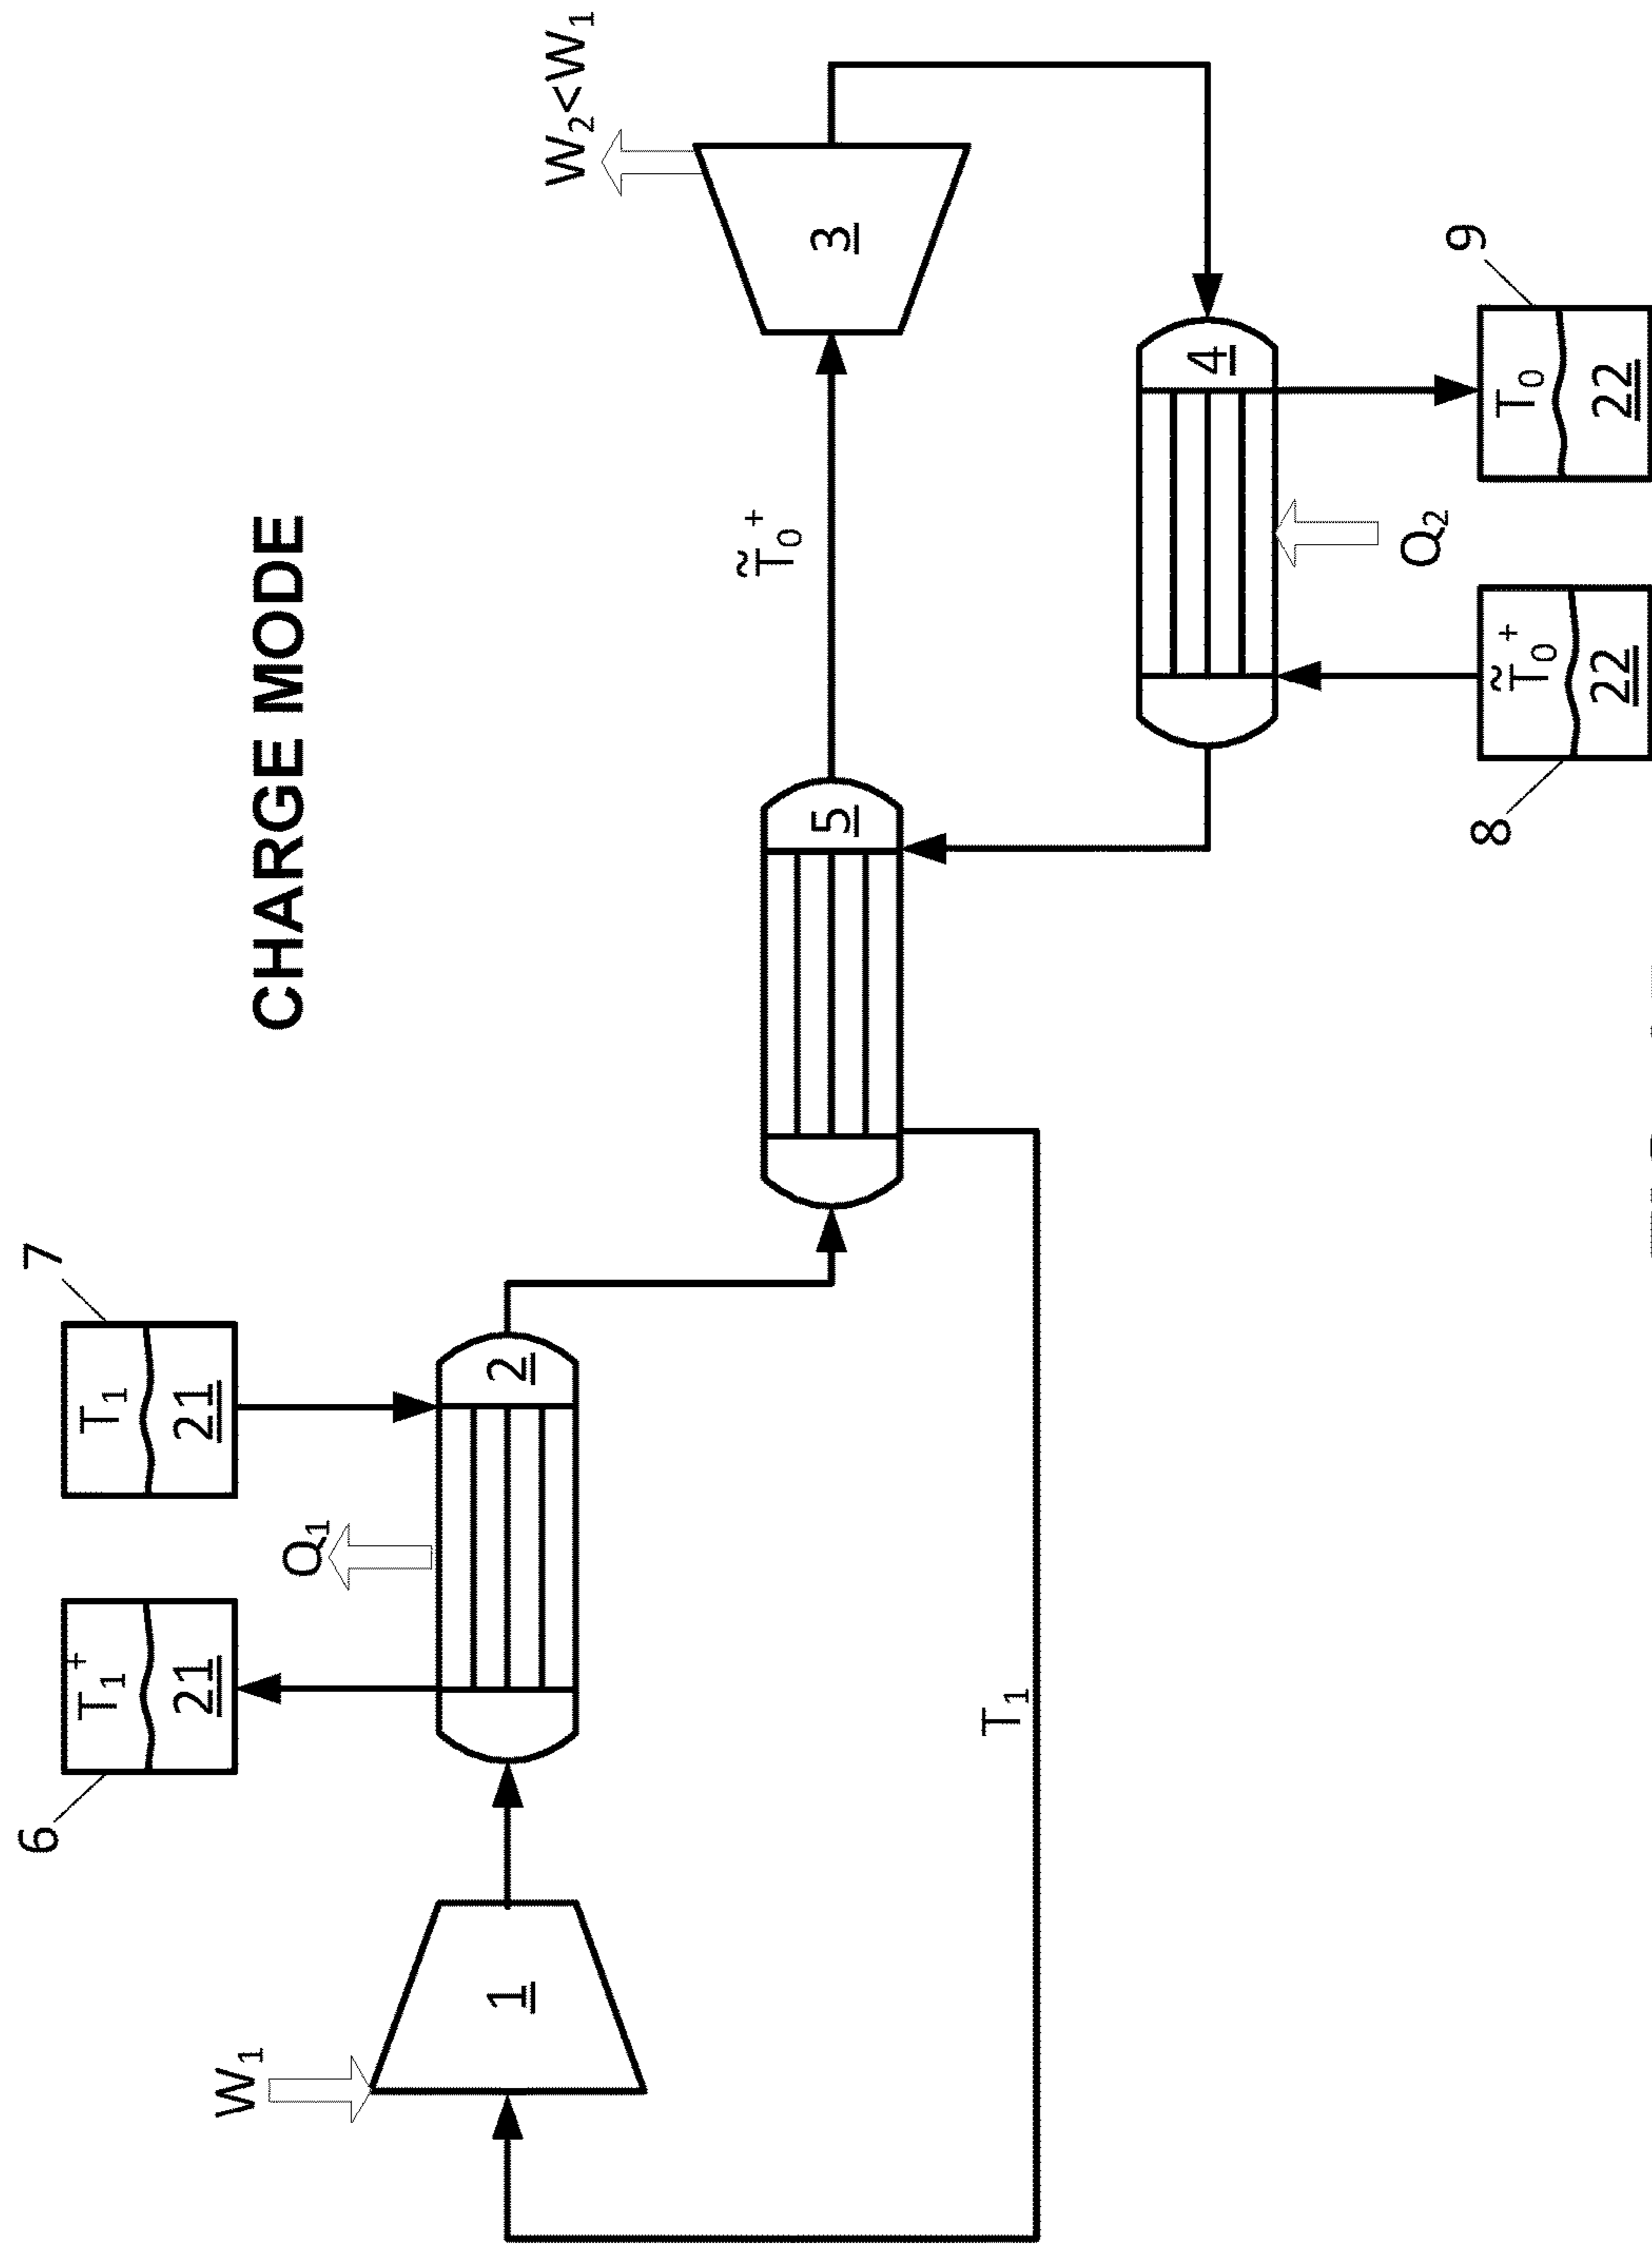 CHARGE MODE
6
7
T₁⁺
21
T₁
21
Q₁
W₁
1
2
T₁
5
T̃₀⁺
3
W₂<W₁
4
Q₂
8
9
T̃₀⁺
22
T₀
22